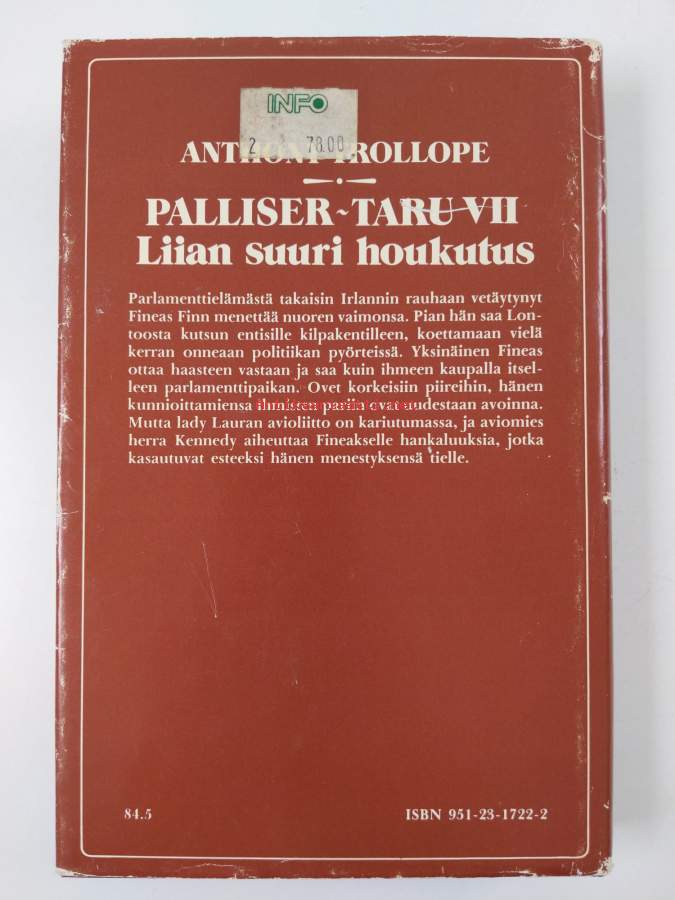 INFO
2 78.00
ANTHONY TROLLOPE
PALLISER~TARU VII
Liian suuri houkutus
Parlamenttielämästä takaisin Irlannin rauhaan vetäytynyt
Fineas Finn menettää nuoren vaimonsa. Pian hän saa Lon-
toosta kutsun entisille kilpakentilleen, koettamaan vielä
kerran onneaan politiikan pyörteissä. Yksinäinen Fineas
ottaa haasteen vastaan ja saa kuin ihmeen kaupalla itsel-
leen parlamenttipaikan. Ovet korkeisiin piireihin, hänen
kunnioittamiensa naisten pariin ovat uudestaan avoinna.
Mutta lady Lauran avioliitto on kariutumassa, ja aviomies
herra Kennedy aiheuttaa Fineakselle hankaluuksia, jotka
kasautuvat esteeksi hänen menestyksensä tielle.
84.5 ISBN 951-23-1722-2